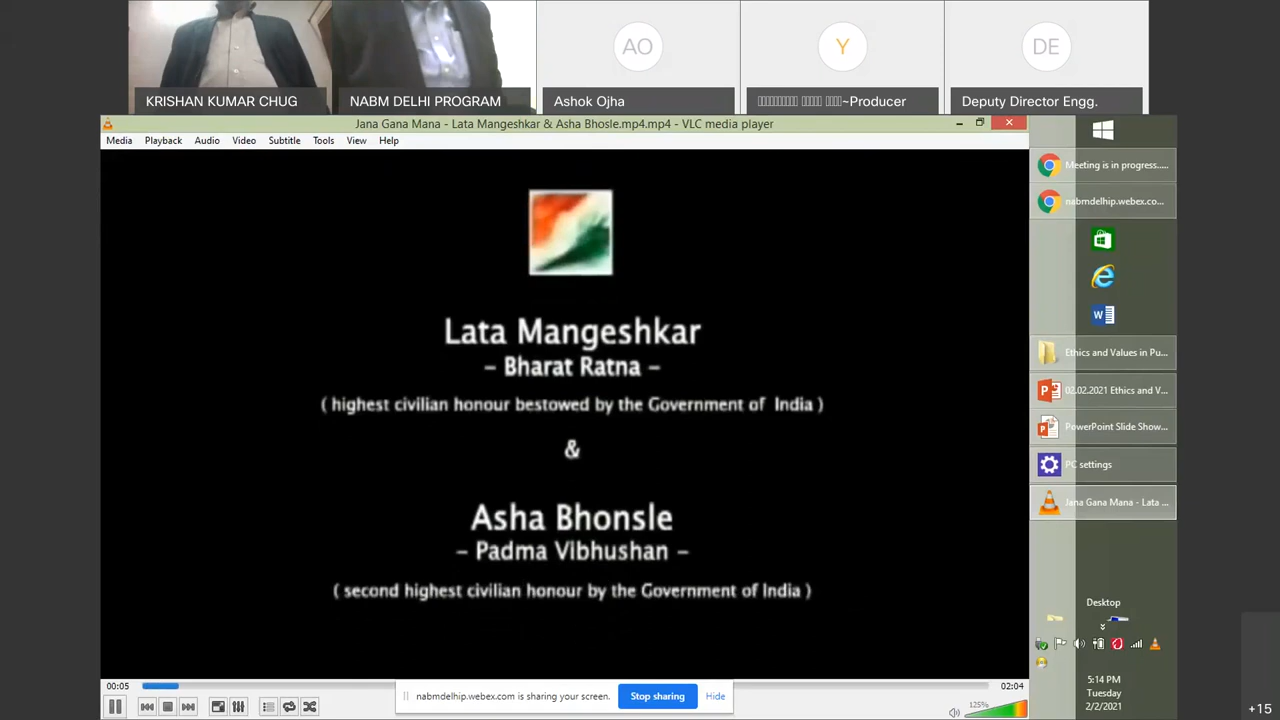 AO
Y
DE
KRISHAN KUMAR CHUG
NABM DELHI PROGRAM
Ashok Ojha
~Producer
Deputy Director Engg.
Jana Gana Mana - Lata Mangeshkar & Asha Bhosle.mp4.mp4 - VLC media player
Media Playback Audio Video Subtitle Tools View Help
Lata Mangeshkar
- Bharat Ratna -
( highest civilian honour bestowed by the Government of India )
&
Asha Bhonsle
- Padma Vibhushan -
( second highest civilian honour by the Government of India )
00:05
02:04
nabmdelhip.webex.com is sharing your screen.
Stop sharing
Hide
125%
Meeting is in progress.....
nabmdelhip.webex.co...
Ethics and Values in Pu...
02.02.2021 Ethics and V...
PowerPoint Slide Show...
PC settings
Jana Gana Mana - Lata ...
Desktop
5:14 PM
Tuesday
2/2/2021
+15